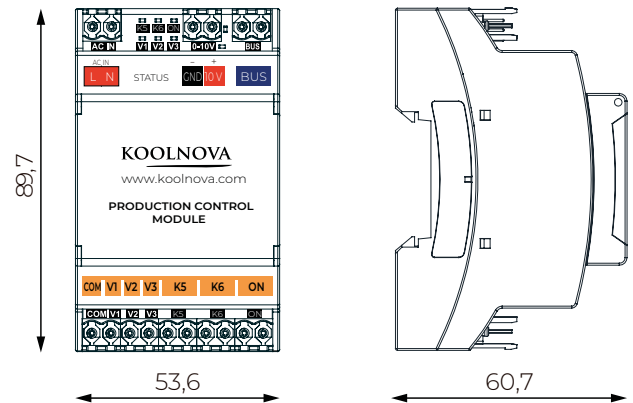 K5 K6 ON
AC IN V1 V2 V3 0-10V BUS
AC, IN - +
L N STATUS GND 10 V BUS
KOOLNOVA
www.koolnova.com
PRODUCTION CONTROL
MODULE
COM V1 V2 V3 K5 K6 ON
COM V1 V2 V3 K5 K6 ON
89,7
53,6
60,7